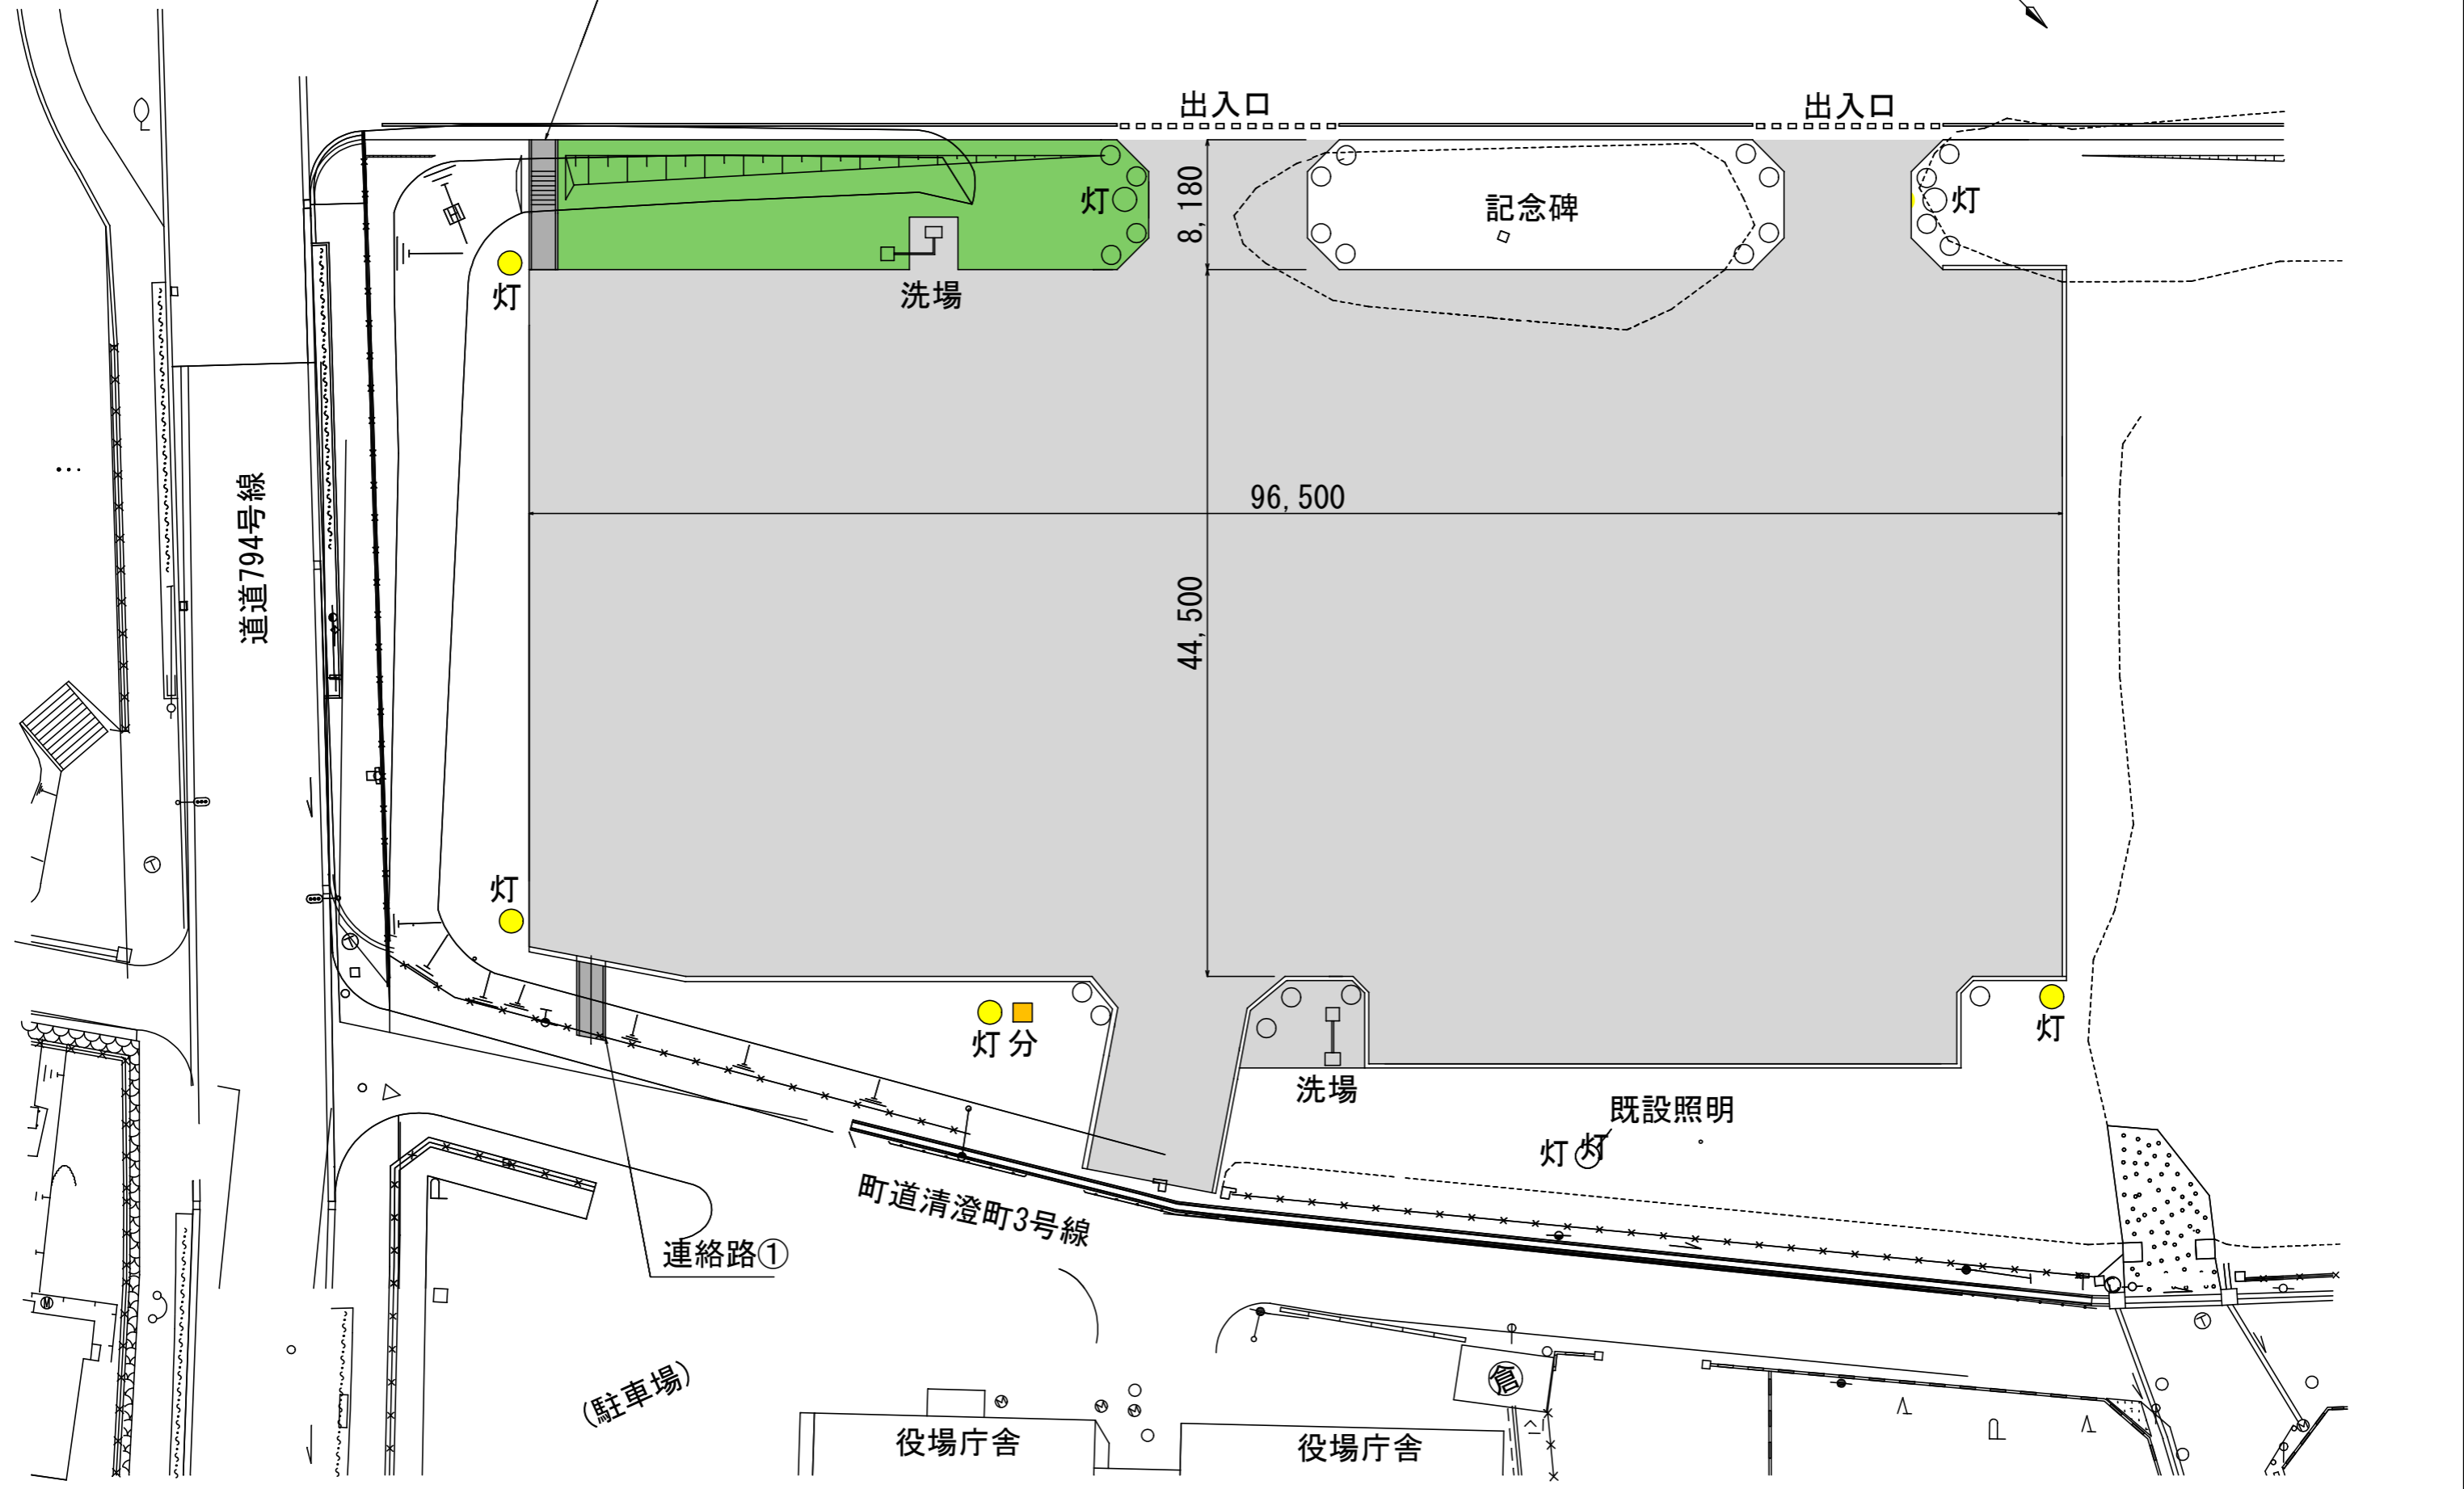 出入口
出入口
8,180
灯
記念碑
灯
灯
洗場
96,500
道道794号線
44,500
灯
灯
分
灯
洗場
既設照明
灯
灯
町道清澄町3号線
連絡路①
倉
(駐車場)
役場庁舎
役場庁舎